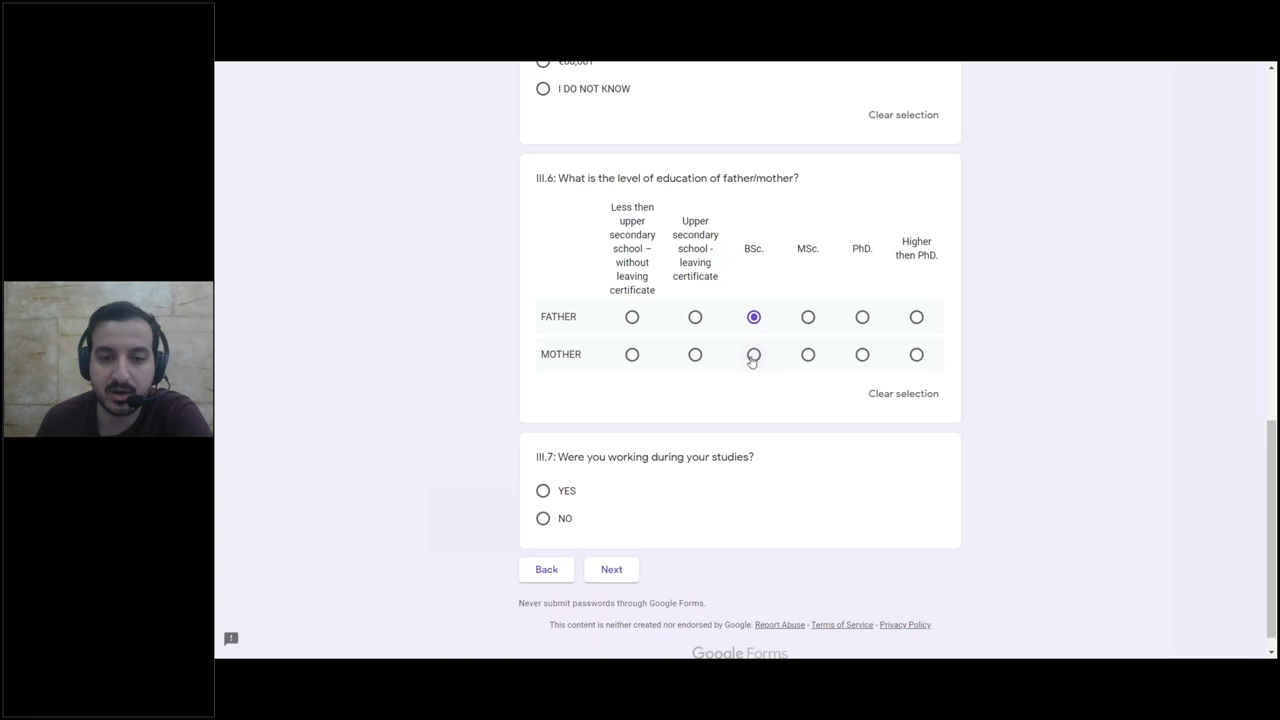 I DO NOT KNOW
Clear selection
III.6: What is the level of education of father/mother?
Less then
upper
secondary
school –
without
leaving
certificate
Upper
secondary
school -
leaving
certificate
BSc.
MSc.
PhD.
Higher
then PhD.
FATHER
MOTHER
Clear selection
III.7: Were you working during your studies?
YES
NO
Back
Next
Never submit passwords through Google Forms.
This content is neither created nor endorsed by Google. Report Abuse - Terms of Service - Privacy Policy
Google Forms